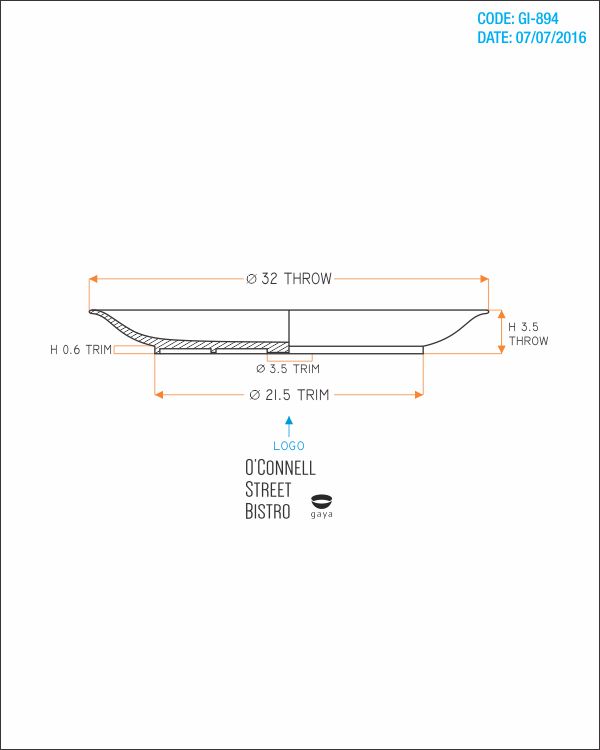 CODE: GI-894
DATE: 07/07/2016
Ø 32 THROW
H 3.5
THROW
H 0.6 TRIM
Ø 3.5 TRIM
Ø 21.5 TRIM
LOGO
O'CONNELL
STREET
BISTRO
gaya